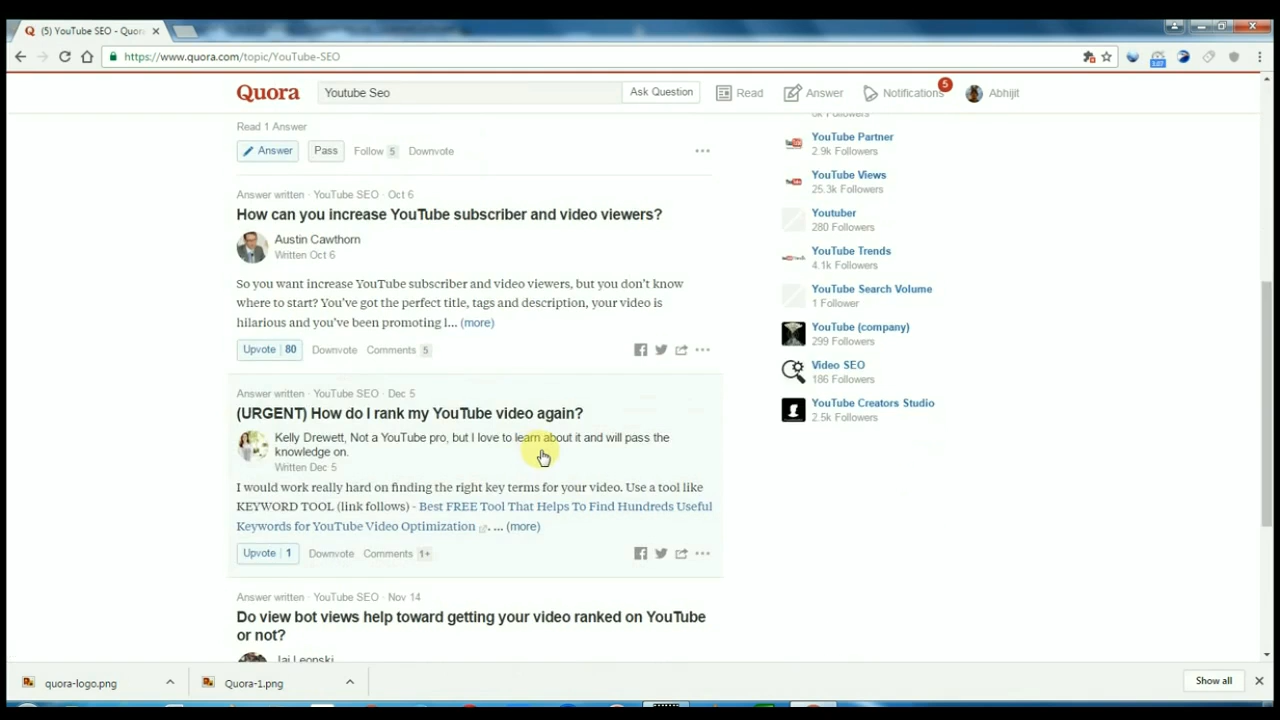 (5) YouTube SEO - Quora
https://www.quora.com/topic/YouTube-SEO
Quora
Youtube Seo
Ask Question
Read
Answer
Notifications
5
Abhijit
Read 1 Answer
Answer
Pass
Follow 5
Downvote
Answer written · YouTube SEO · Oct 6
How can you increase YouTube subscriber and video viewers?
Austin Cawthorn
Written Oct 6
So you want increase YouTube subscriber and video viewers, but you don't know
where to start? You've got the perfect title, tags and description, your video is
hilarious and you've been promoting l... (more)
Upvote | 80
Downvote
Comments 5
Answer written · YouTube SEO · Dec 5
(URGENT) How do I rank my YouTube video again?
Kelly Drewett, Not a YouTube pro, but I love to learn about it and will pass the
knowledge on.
Written Dec 5
I would work really hard on finding the right key terms for your video. Use a tool like
KEYWORD TOOL (link follows) - Best FREE Tool That Helps To Find Hundreds Useful
Keywords for YouTube Video Optimization . ... (more)
Upvote | 1
Downvote
Comments 1+
Answer written · YouTube SEO · Nov 14
Do view bot views help toward getting your video ranked on YouTube
or not?
Followers
YouTube Partner
2.9k Followers
YouTube Views
25.3k Followers
Youtuber
280 Followers
YouTube Trends
4.1k Followers
YouTube Search Volume
1 Follower
YouTube (company)
299 Followers
Video SEO
186 Followers
YouTube Creators Studio
2.5k Followers
quora-logo.png
Quora-1.png
Show all